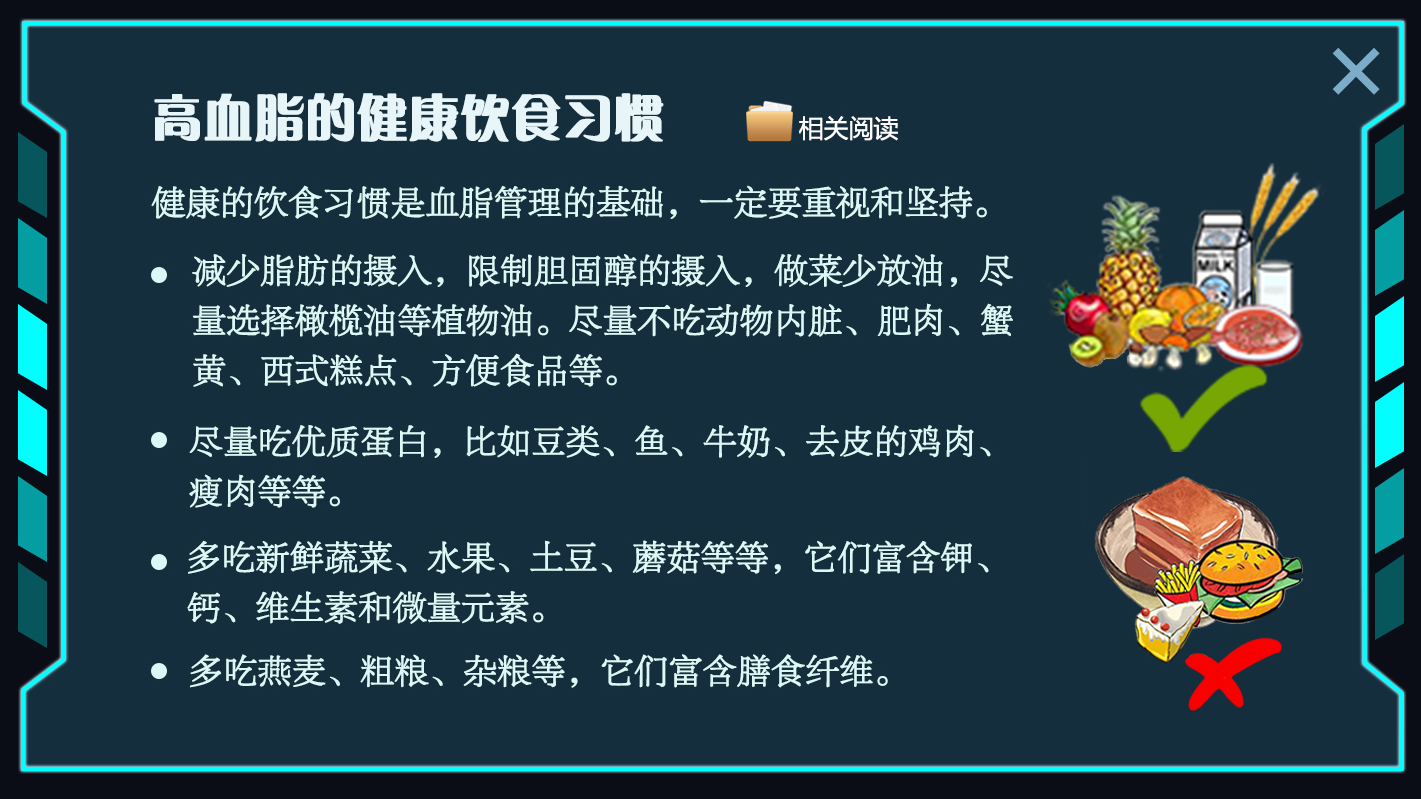 高血脂的健康饮食习惯
相关阅读
健康的饮食习惯是血脂管理的基础，一定要重视和坚持。
● 减少脂肪的摄入，限制胆固醇的摄入，做菜少放油，尽
量选择橄榄油等植物油。尽量不吃动物内脏、肥肉、蟹
黄、西式糕点、方便食品等。
● 尽量吃优质蛋白，比如豆类、鱼、牛奶、去皮的鸡肉、
瘦肉等等。
● 多吃新鲜蔬菜、水果、土豆、蘑菇等等，它们富含钾、
钙、维生素和微量元素。
● 多吃燕麦、粗粮、杂粮等，它们富含膳食纤维。
MILK